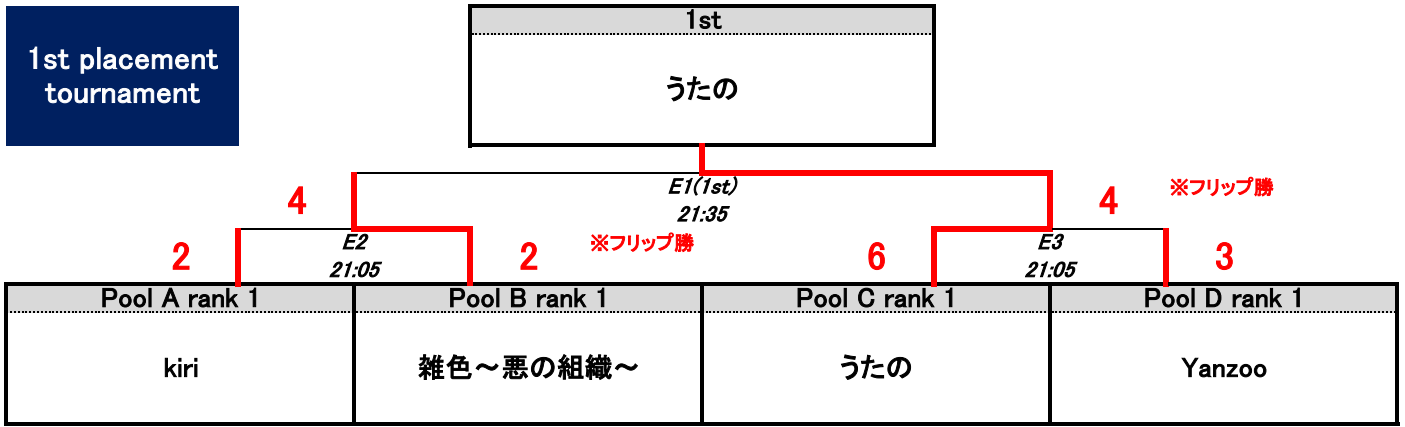 1st placement
tournament
1st
うたの
E1(1st)
21:35
4
4
※フリップ勝
E2
21:05
2
2
※フリップ勝
E3
21:05
6
3
Pool A rank 1
Pool B rank 1
Pool C rank 1
Pool D rank 1
kiri
雑色～悪の組織～
うたの
Yanzoo